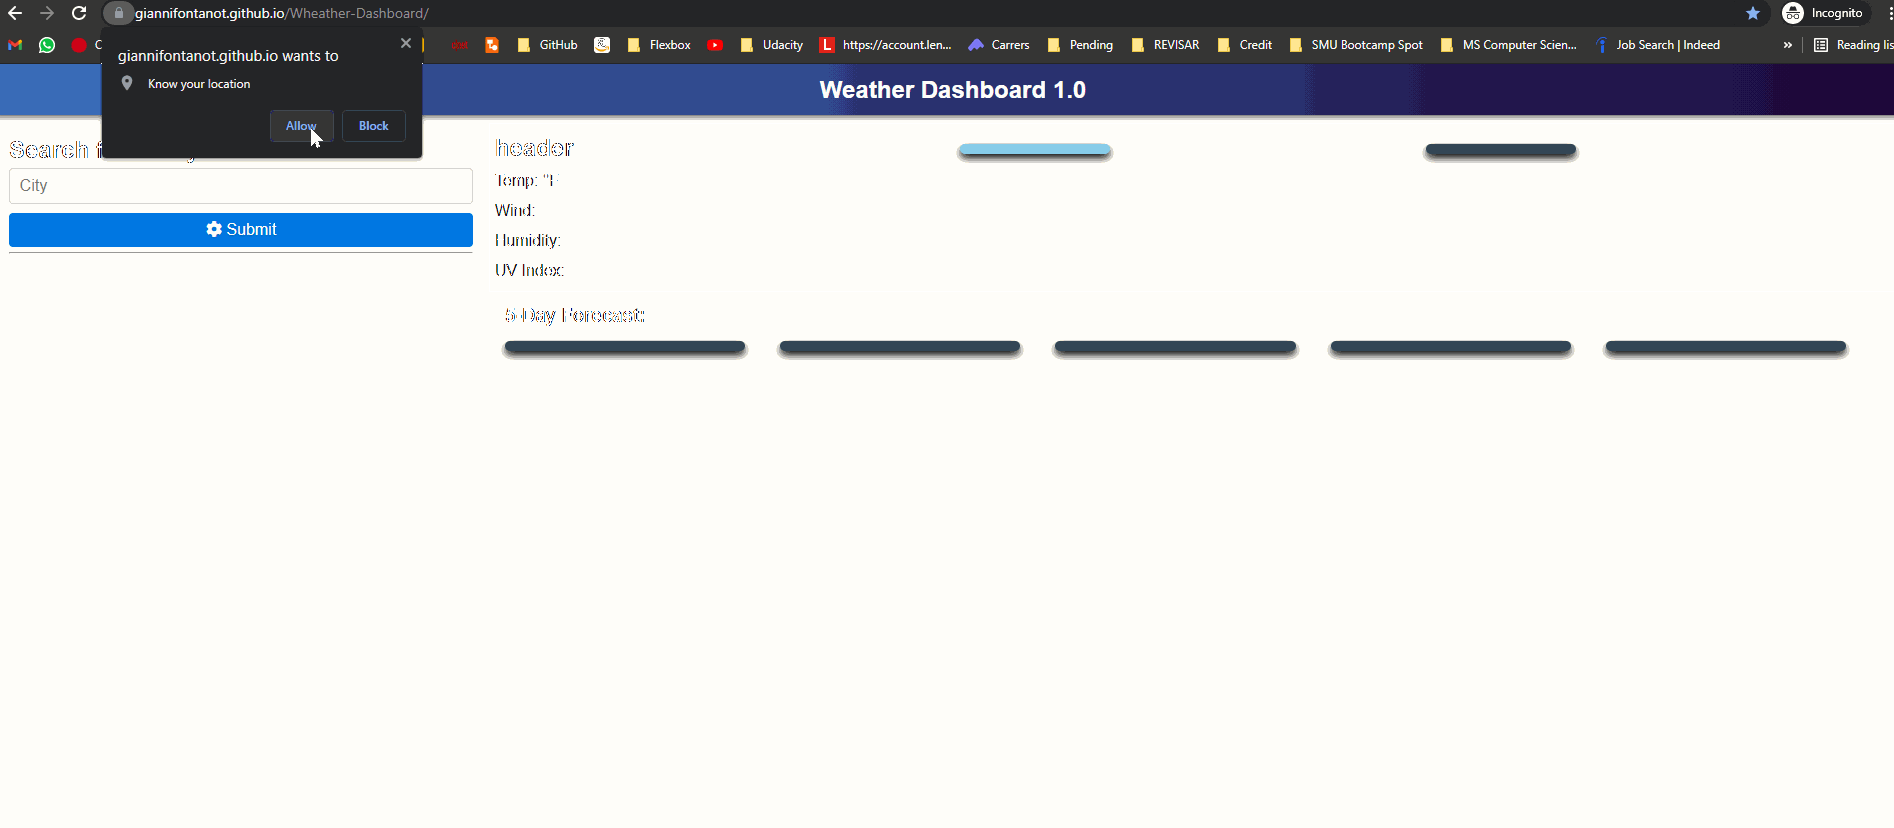 giannifontanot.github.io/Wheather-Dashboard/
Incognito
GitHub
Flexbox
Udacity
L
https://account.len...
Carrers
Pending
REVISAR
Credit
SMU Bootcamp Spot
MS Computer Scien...
Job Search | Indeed
»
Reading lis
giannifontanot.github.io wants to
Know your location
Allow
Block
Weather Dashboard 1.0
Search f
City
Submit
header
Temp: °F
Wind:
Humidity:
UV Index:
5-Day Forecast: